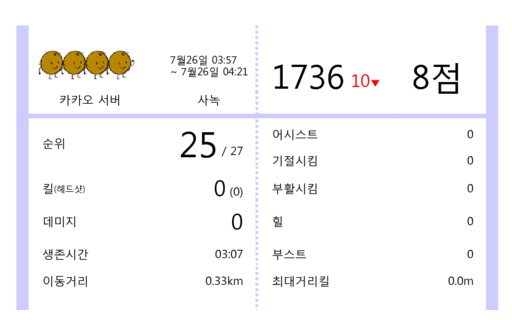 7월26일 03:57
~ 7월26일 04:21
카카오 서버
사녹
1736 10▼ 8점
순위 25 / 27
킬(헤드샷) 0 (0)
데미지 0
생존시간 03:07
이동거리 0.33km
어시스트 0
기절시킴 0
부활시킴 0
힐 0
부스트 0
최대거리킬 0.0m